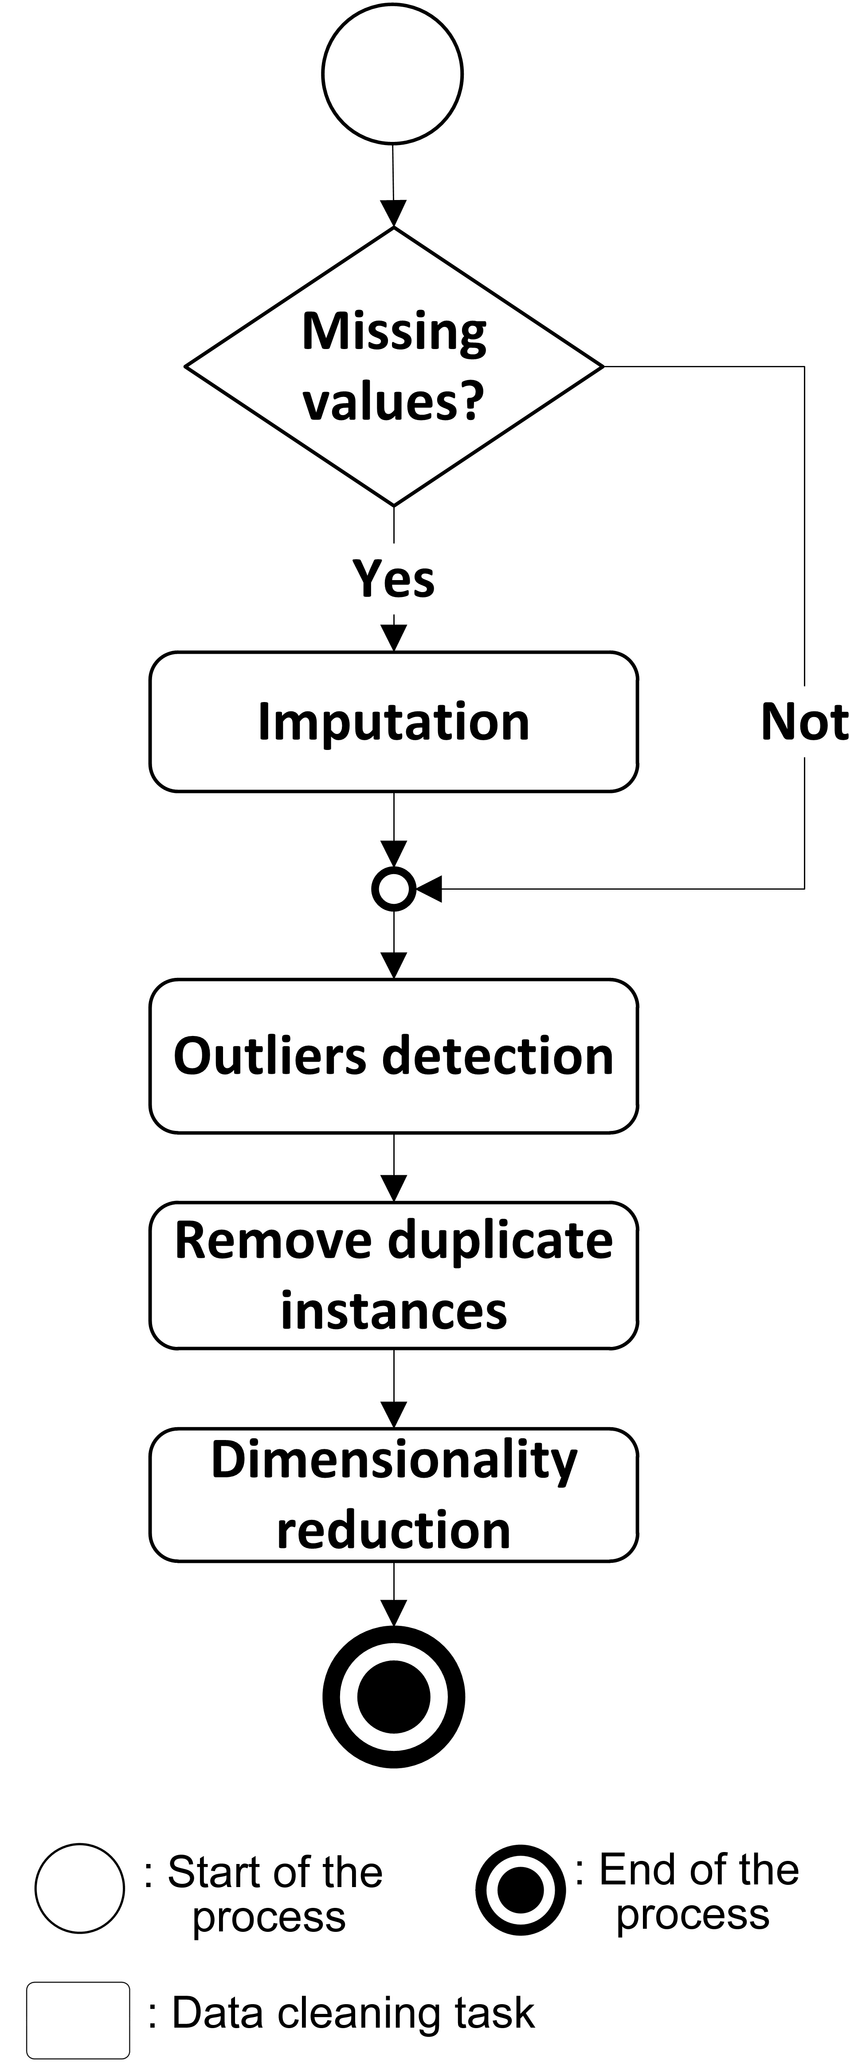 Missing
values?
Yes
Imputation
Not
Outliers detection
Remove duplicate
instances
Dimensionality
reduction
: Start of the
process
: End of the
process
: Data cleaning task